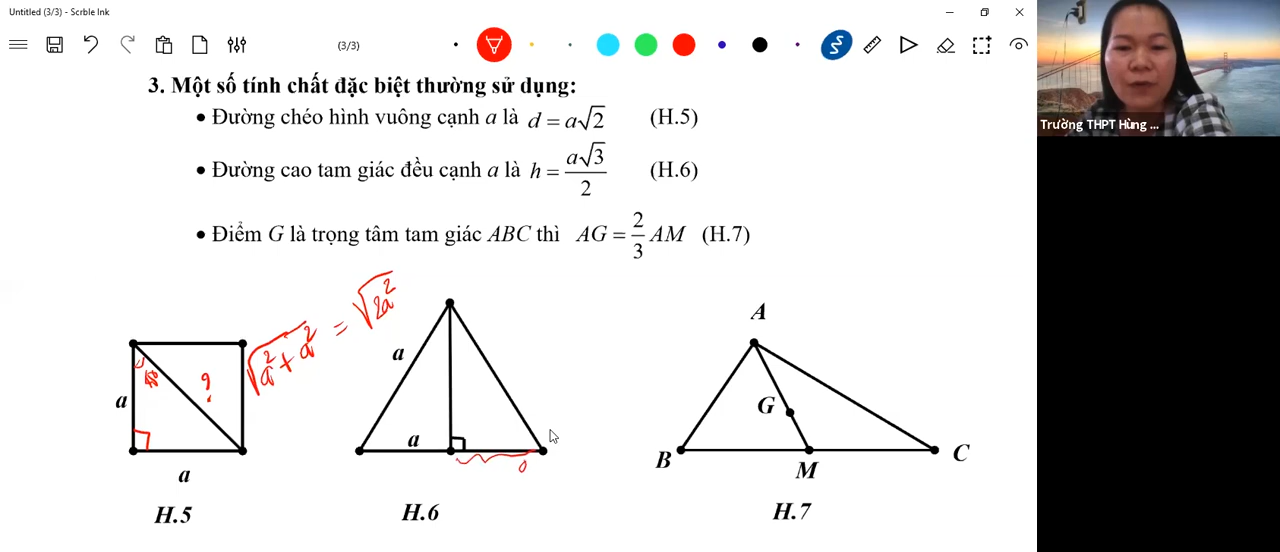 Untitled (3/3) - Scrble Ink
(3/3)
Trường THPT Hùng ...
3. Một số tính chất đặc biệt thường sử dụng:
• Đường chéo hình vuông cạnh a là d = a√2 (H.5)
• Đường cao tam giác đều cạnh a là h = a√3/2 (H.6)
• Điểm G là trọng tâm tam giác ABC thì AG = 2/3 AM (H.7)
√a²+a² = √2a²
?
a
a
H.5
a
a
H.6
A
G
B
M
C
H.7